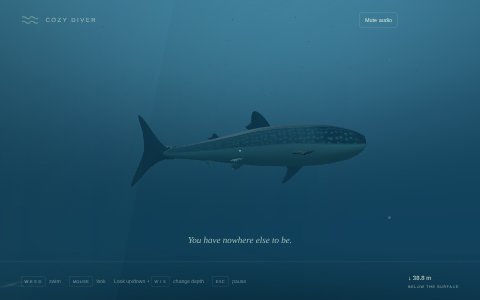 COZY DIVER
Mute audio
You have nowhere else to be.
W A S D swim MOUSE look Look up/down + W / S change depth ESC pause
↓ 38.8 m
BELOW THE SURFACE